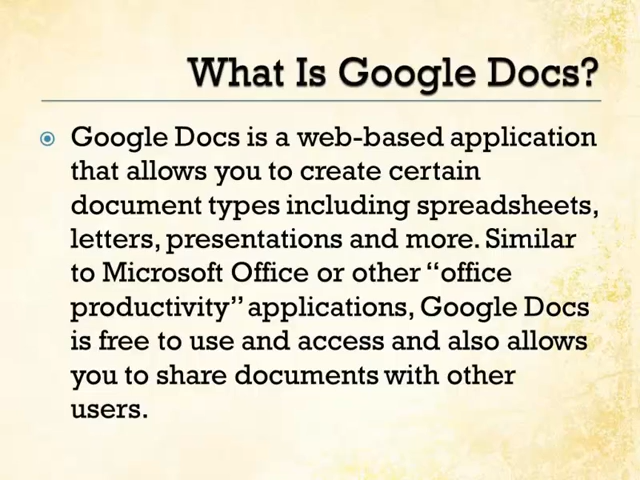 What Is Google Docs?
Google Docs is a web-based application
that allows you to create certain
document types including spreadsheets,
letters, presentations and more. Similar
to Microsoft Office or other “office
productivity” applications, Google Docs
is free to use and access and also allows
you to share documents with other
users.